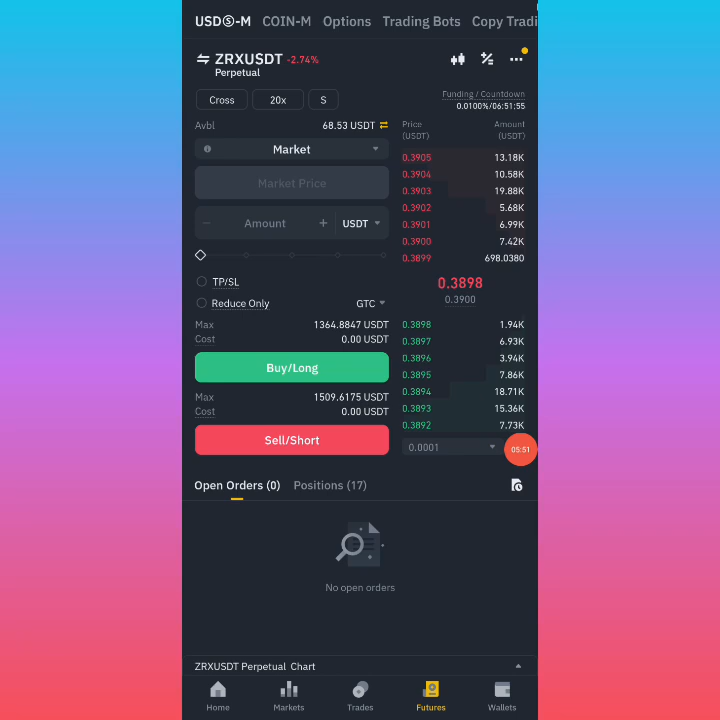 USDⓈ-M COIN-M Options Trading Bots Copy Tradi
ZRXUSDT -2.74%
Perpetual
Cross 20x S
Funding / Countdown
0.0100%/06:51:55
Avbl 68.53 USDT
Price (USDT) Amount (USDT)
Market
Market Price
− Amount + USDT
TP/SL
Reduce Only GTC
Max 1364.8847 USDT
Cost 0.00 USDT
Buy/Long
Max 1509.6175 USDT
Cost 0.00 USDT
Sell/Short
0.3905 13.18K
0.3904 10.58K
0.3903 19.88K
0.3902 5.68K
0.3901 6.99K
0.3900 7.42K
0.3899 698.0380
0.3898
0.3900
0.3898 1.94K
0.3897 6.93K
0.3896 3.94K
0.3895 7.86K
0.3894 18.71K
0.3893 15.36K
0.3892 7.73K
0.0001
05:51
Open Orders (0) Positions (17)
No open orders
ZRXUSDT Perpetual Chart
Home Markets Trades Futures Wallets